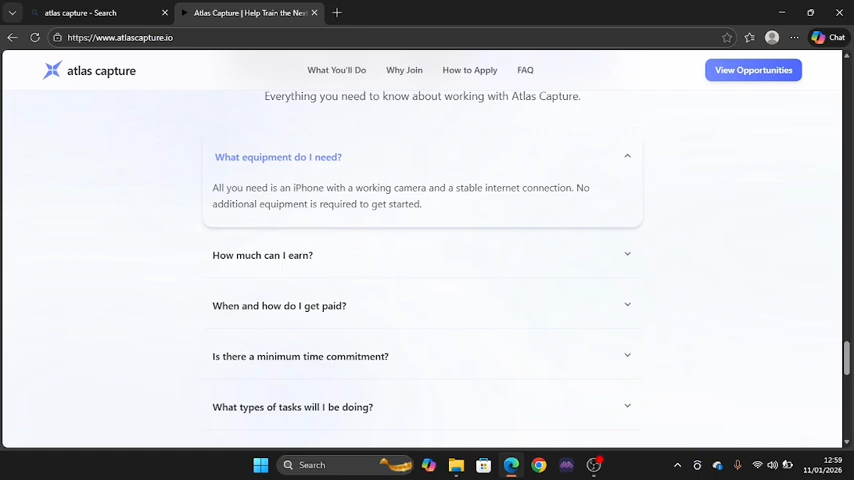 atlas capture - Search
Atlas Capture | Help Train the Nex
https://www.atlascapture.io
Chat
atlas capture
What You'll Do
Why Join
How to Apply
FAQ
View Opportunities
Everything you need to know about working with Atlas Capture.
What equipment do I need?
All you need is an iPhone with a working camera and a stable internet connection. No
additional equipment is required to get started.
How much can I earn?
When and how do I get paid?
Is there a minimum time commitment?
What types of tasks will I be doing?
Search
12:59
11/01/2026